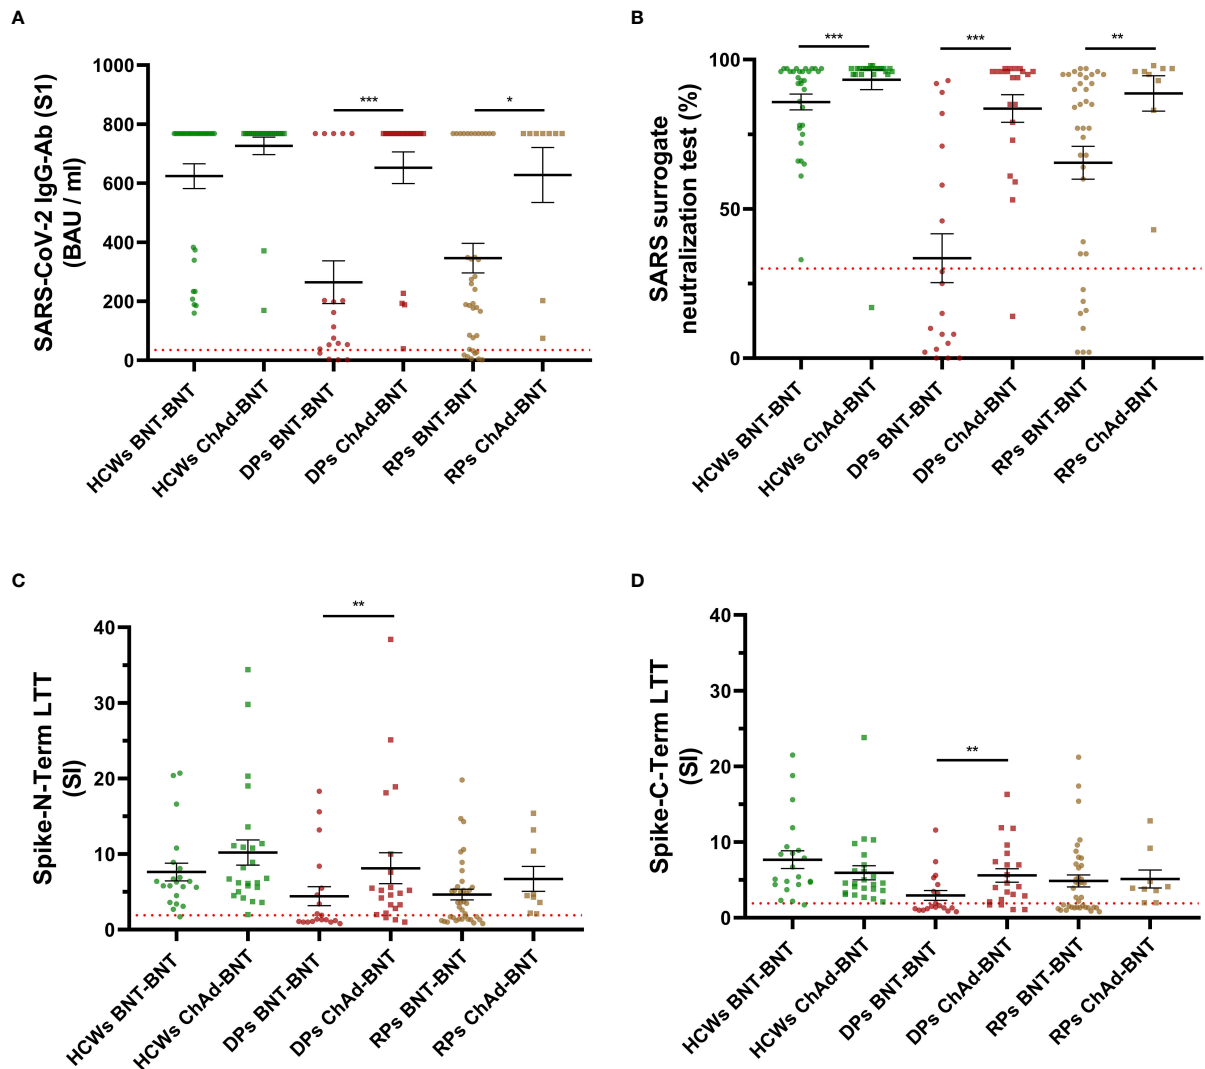 A
SARS-CoV-2 IgG-Ab (S1)
(BAU / ml)
1000
800
600
400
200
0
***
*
HCWs BNT-BNT
HCWs ChAd-BNT
DPs BNT-BNT
DPs ChAd-BNT
RPs BNT-BNT
RPs ChAd-BNT
B
SARS surrogate
neutralization test (%)
100
50
0
***
***
**
HCWs BNT-BNT
HCWs ChAd-BNT
DPs BNT-BNT
DPs ChAd-BNT
RPs BNT-BNT
RPs ChAd-BNT
C
Spike-N-Term LTT
(SI)
40
30
20
10
0
**
HCWs BNT-BNT
HCWs ChAd-BNT
DPs BNT-BNT
DPs ChAd-BNT
RPs BNT-BNT
RPs ChAd-BNT
D
Spike-C-Term LTT
(SI)
40
30
20
10
0
**
HCWs BNT-BNT
HCWs ChAd-BNT
DPs BNT-BNT
DPs ChAd-BNT
RPs BNT-BNT
RPs ChAd-BNT